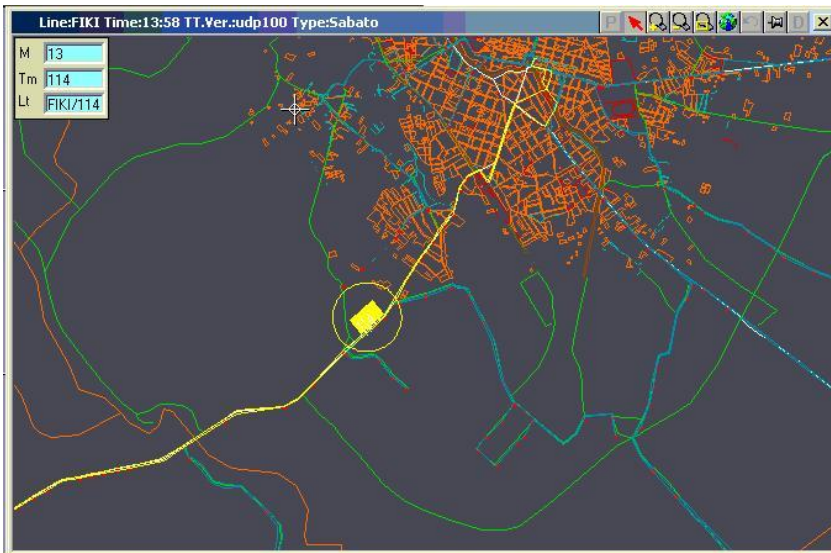 Line:FIKI Time:13:58 TT.Ver.:udp100 Type:Sabato
P D
M 13
Tm 114
Lt FIKI/114